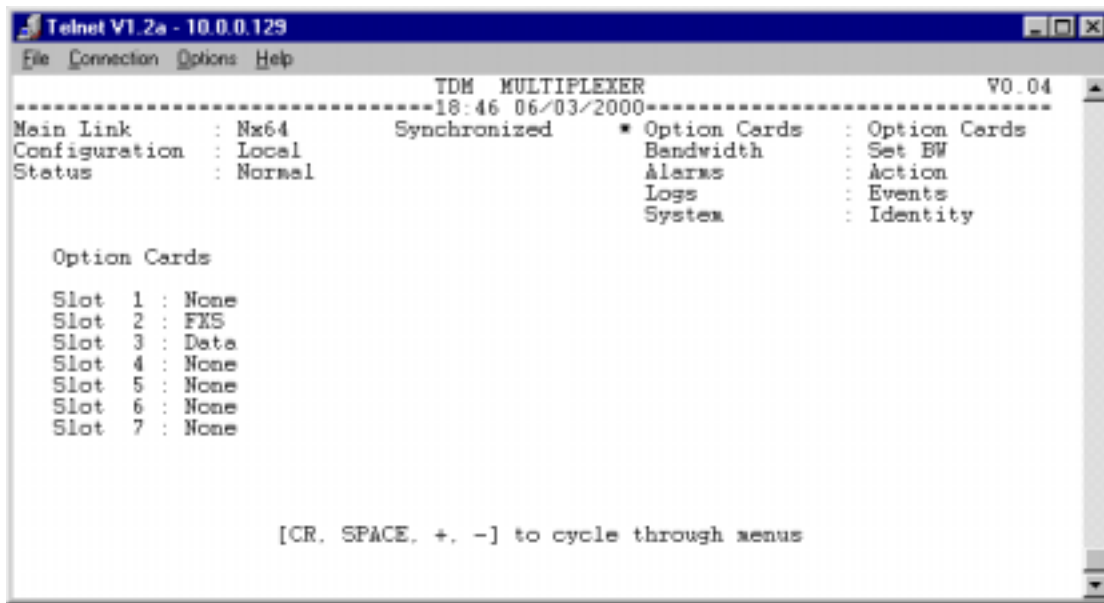 Telnet V1.2a - 10.0.0.129
File Connection Options Help
TDM MULTIPLEXER V0.04
================================18:46 06/03/2000===============================
Main Link : Nx64 Synchronized * Option Cards : Option Cards
Configuration : Local Bandwidth : Set BW
Status : Normal Alarms : Action
Logs : Events
System : Identity
Option Cards
Slot 1 : None
Slot 2 : FXS
Slot 3 : Data
Slot 4 : None
Slot 5 : None
Slot 6 : None
Slot 7 : None
[CR, SPACE, +, -] to cycle through menus